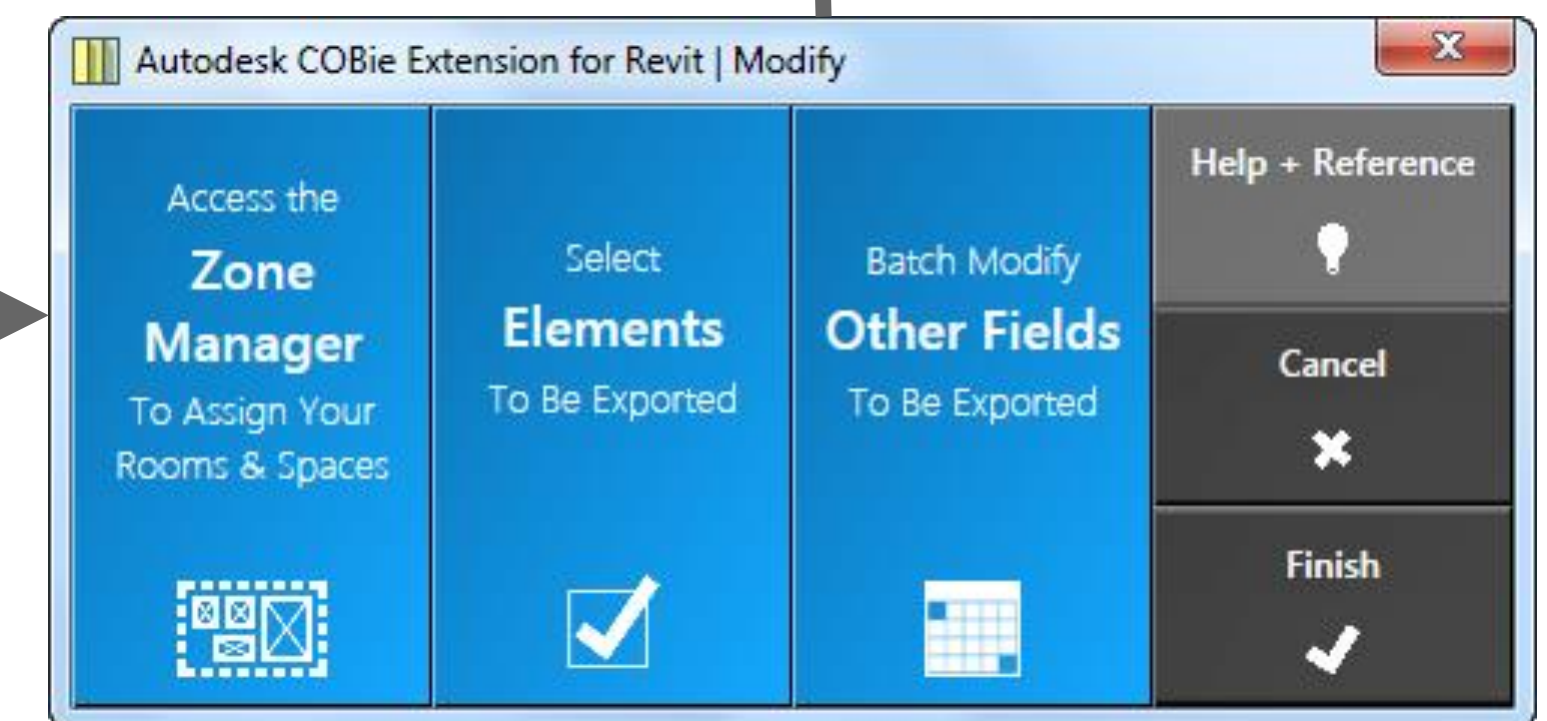 Autodesk COBie Extension for Revit | Modify
Access the
Zone
Manager
To Assign Your
Rooms & Spaces
Select
Elements
To Be Exported
Batch Modify
Other Fields
To Be Exported
Help + Reference
Cancel
Finish